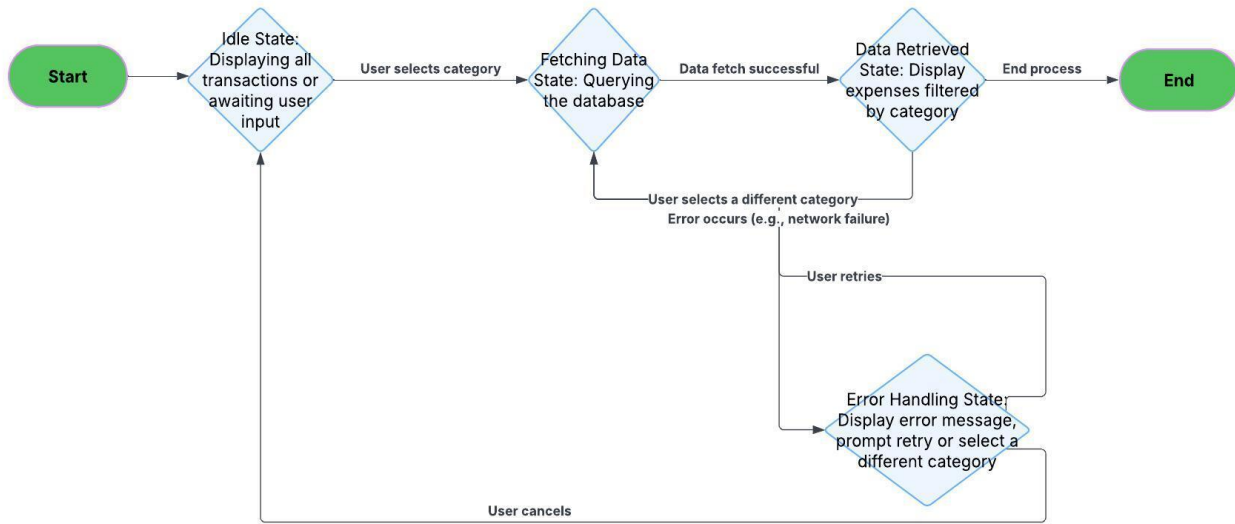 Start
Idle State:
Displaying all
transactions or
awaiting user
input
User selects category
Fetching Data
State: Querying
the database
Data fetch successful
Data Retrieved
State: Display
expenses filtered
by category
End process
End
User selects a different category
Error occurs (e.g., network failure)
User retries
Error Handling State:
Display error message,
prompt retry or select a
different category
User cancels